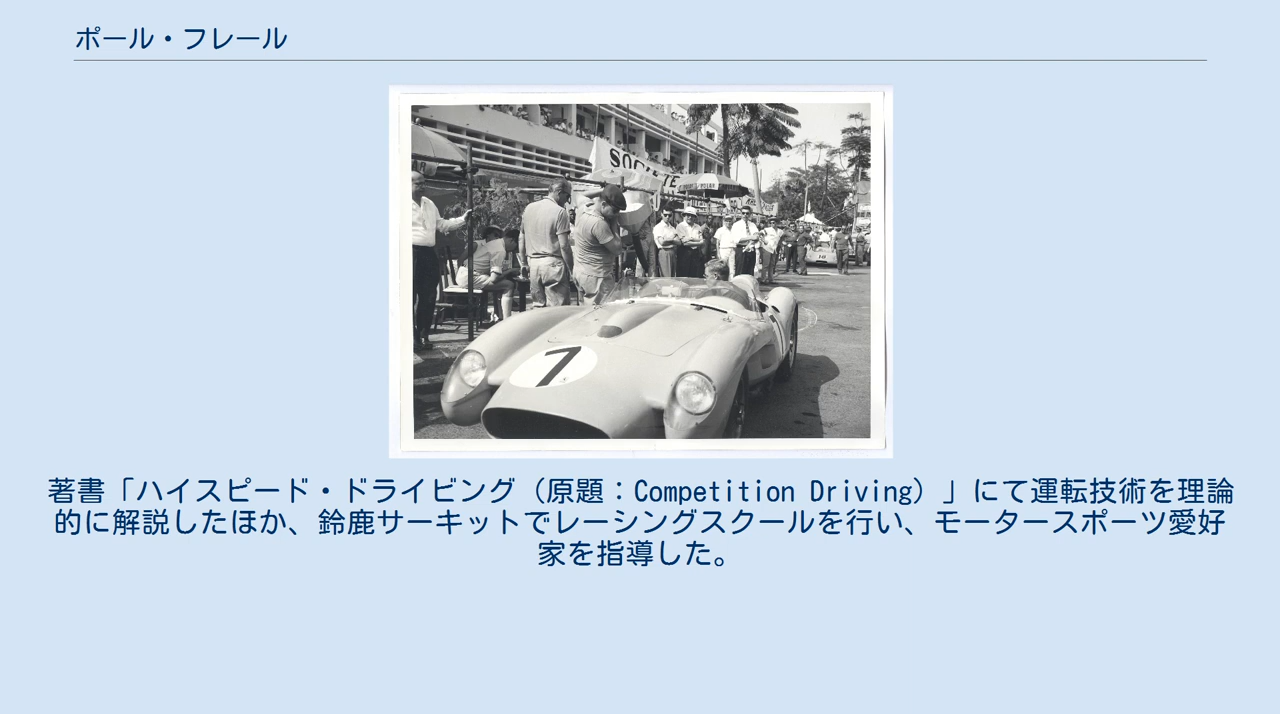 ポール・フレール
SOCIETE
7
著書「ハイスピード・ドライビング（原題：Competition Driving）」にて運転技術を理論
的に解説したほか、鈴鹿サーキットでレーシングスクールを行い、モータースポーツ愛好
家を指導した。